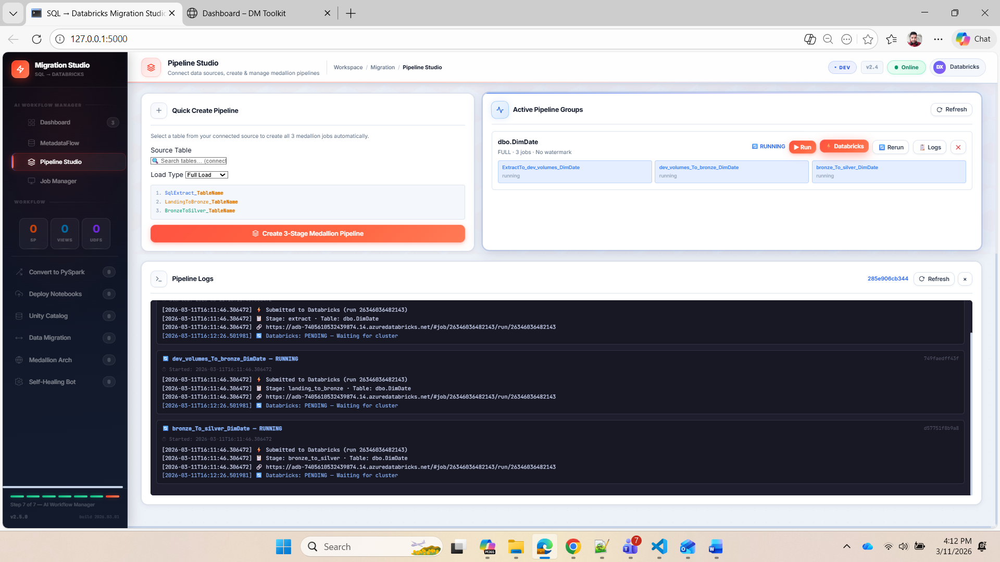 SQL → Databricks Migration Studio
Dashboard – DM Toolkit
127.0.0.1:5000
Chat
Migration Studio
SQL → DATABRICKS
AI WORKFLOW MANAGER
Dashboard 3
MetadataFlow
Pipeline Studio
Job Manager
WORKFLOW
0 0 0
SP VIEWS UDFS
Convert to PySpark 0
Deploy Notebooks 0
Unity Catalog 0
Data Migration 0
Medallion Arch 0
Self-Healing Bot 0
Step 7 of 7 — AI Workflow Manager
v2.5.0 build 2026.03.01
Pipeline Studio
Connect data sources, create & manage medallion pipelines
Workspace / Migration / Pipeline Studio
• DEV v2.4 Online DX Databricks
Quick Create Pipeline
Select a table from your connected source to create all 3 medallion jobs automatically.
Source Table
Search tables... (connect
Load Type Full Load
1. SqlExtract_TableName
2. LandingToBronze_TableName
3. BronzeToSilver_TableName
Create 3-Stage Medallion Pipeline
Active Pipeline Groups Refresh
dbo.DimDate
FULL · 3 jobs · No watermark
RUNNING ▶ Run Databricks Rerun Logs ✕
ExtractTo_dev_volumes_DimDate
running
dev_volumes_To_bronze_DimDate
running
bronze_To_silver_DimDate
running
Pipeline Logs 285e906cb344 Refresh ×
Started: 2026-03-11T16:11:46.306472
[2026-03-11T16:11:46.306472] Submitted to Databricks (run 26346036482143)
[2026-03-11T16:11:46.306472] Stage: extract · Table: dbo.DimDate
[2026-03-11T16:11:46.306472] https://adb-7405610532439874.14.azuredatabricks.net/#job/26346036482143/run/26346036482143
[2026-03-11T16:12:26.501981] Databricks: PENDING — Waiting for cluster
dev_volumes_To_bronze_DimDate — RUNNING 749faedff43f
Started: 2026-03-11T16:11:46.306472
[2026-03-11T16:11:46.306472] Submitted to Databricks (run 26346036482143)
[2026-03-11T16:11:46.306472] Stage: landing_to_bronze · Table: dbo.DimDate
[2026-03-11T16:11:46.306472] https://adb-7405610532439874.14.azuredatabricks.net/#job/26346036482143/run/26346036482143
[2026-03-11T16:12:26.501981] Databricks: PENDING — Waiting for cluster
bronze_To_silver_DimDate — RUNNING d57751f8b9a8
Started: 2026-03-11T16:11:46.306472
[2026-03-11T16:11:46.306472] Submitted to Databricks (run 26346036482143)
[2026-03-11T16:11:46.306472] Stage: bronze_to_silver · Table: dbo.DimDate
[2026-03-11T16:11:46.306472] https://adb-7405610532439874.14.azuredatabricks.net/#job/26346036482143/run/26346036482143
[2026-03-11T16:12:26.501981] Databricks: PENDING — Waiting for cluster
Search
M365
7
4:12 PM
3/11/2026